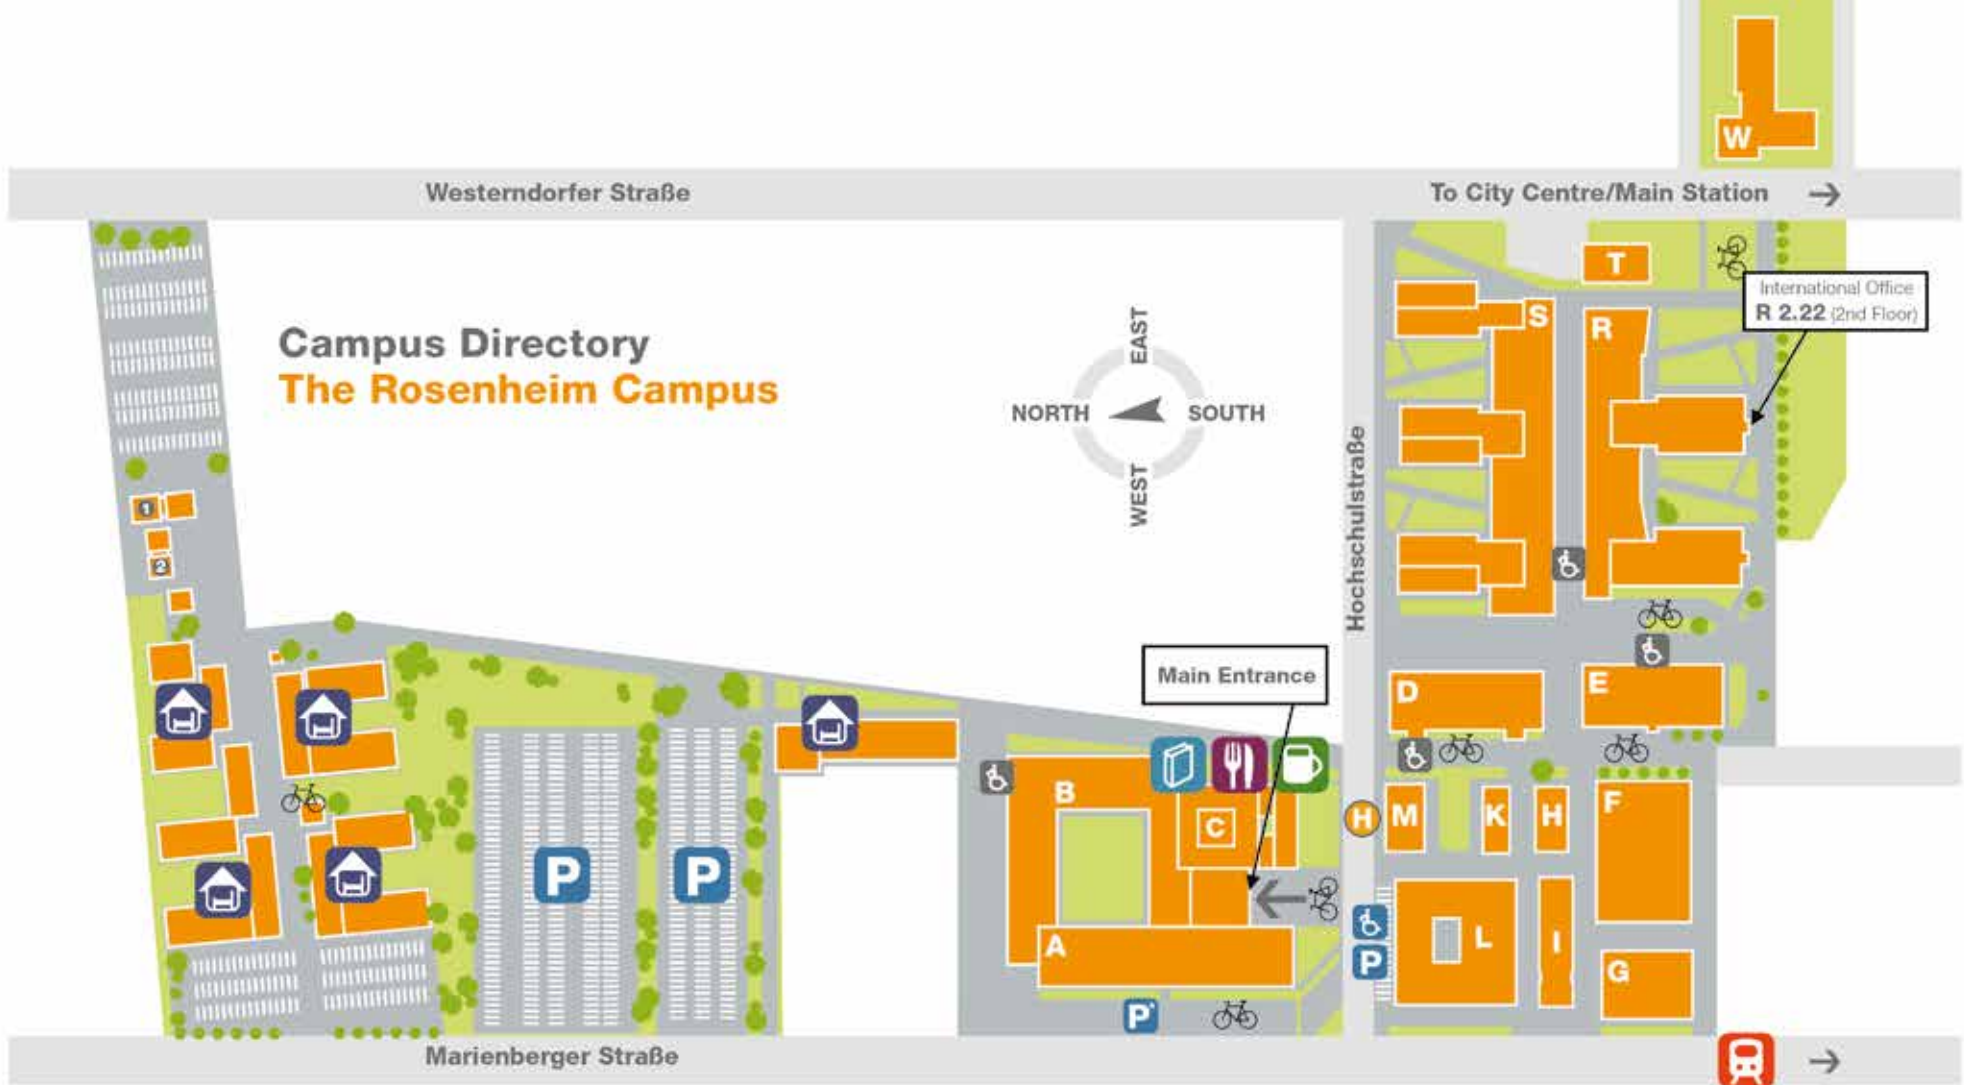 W
Westerndorfer Straße
To City Centre/Main Station →
T
International Office
R 2.22 (2nd Floor)
S
R
Campus Directory
The Rosenheim Campus
EAST
NORTH
SOUTH
WEST
Hochschulstraße
1
2
Main Entrance
D
E
B
C
H
M
K
H
F
P
P
A
L
I
G
P
P*
Marienberger Straße
→